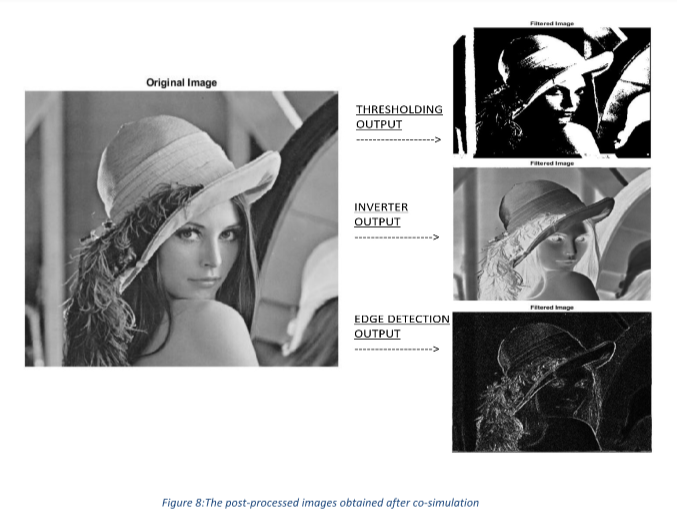 Filtered Image
Original Image
THRESHOLDING
OUTPUT
------------------->
Filtered Image
INVERTER
OUTPUT
------------------->
Filtered Image
EDGE DETECTION
OUTPUT
------------------->
Figure 8:The post-processed images obtained after co-simulation